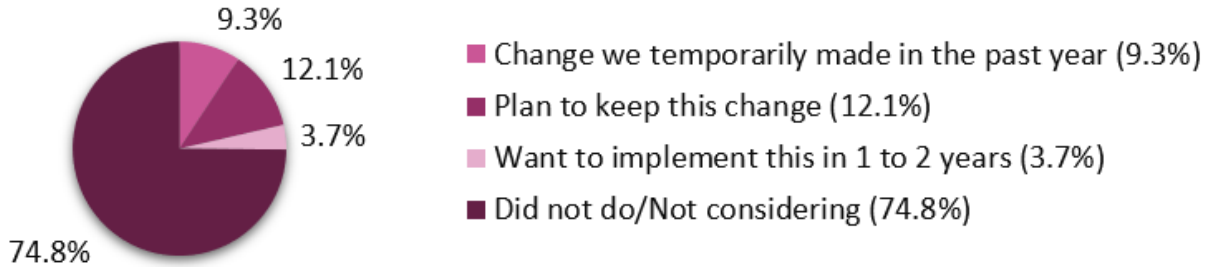 9.3%
12.1%
3.7%
74.8%
Change we temporarily made in the past year (9.3%)
Plan to keep this change (12.1%)
Want to implement this in 1 to 2 years (3.7%)
Did not do/Not considering (74.8%)